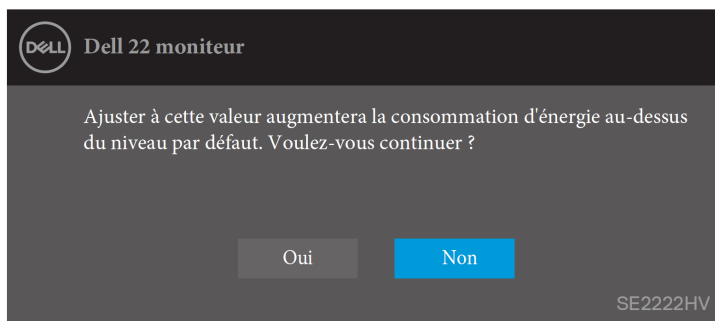 DELL
Dell 22 moniteur
Ajuster à cette valeur augmentera la consommation d'énergie au-dessus
du niveau par défaut. Voulez-vous continuer ?
Oui
Non
SE2222HV